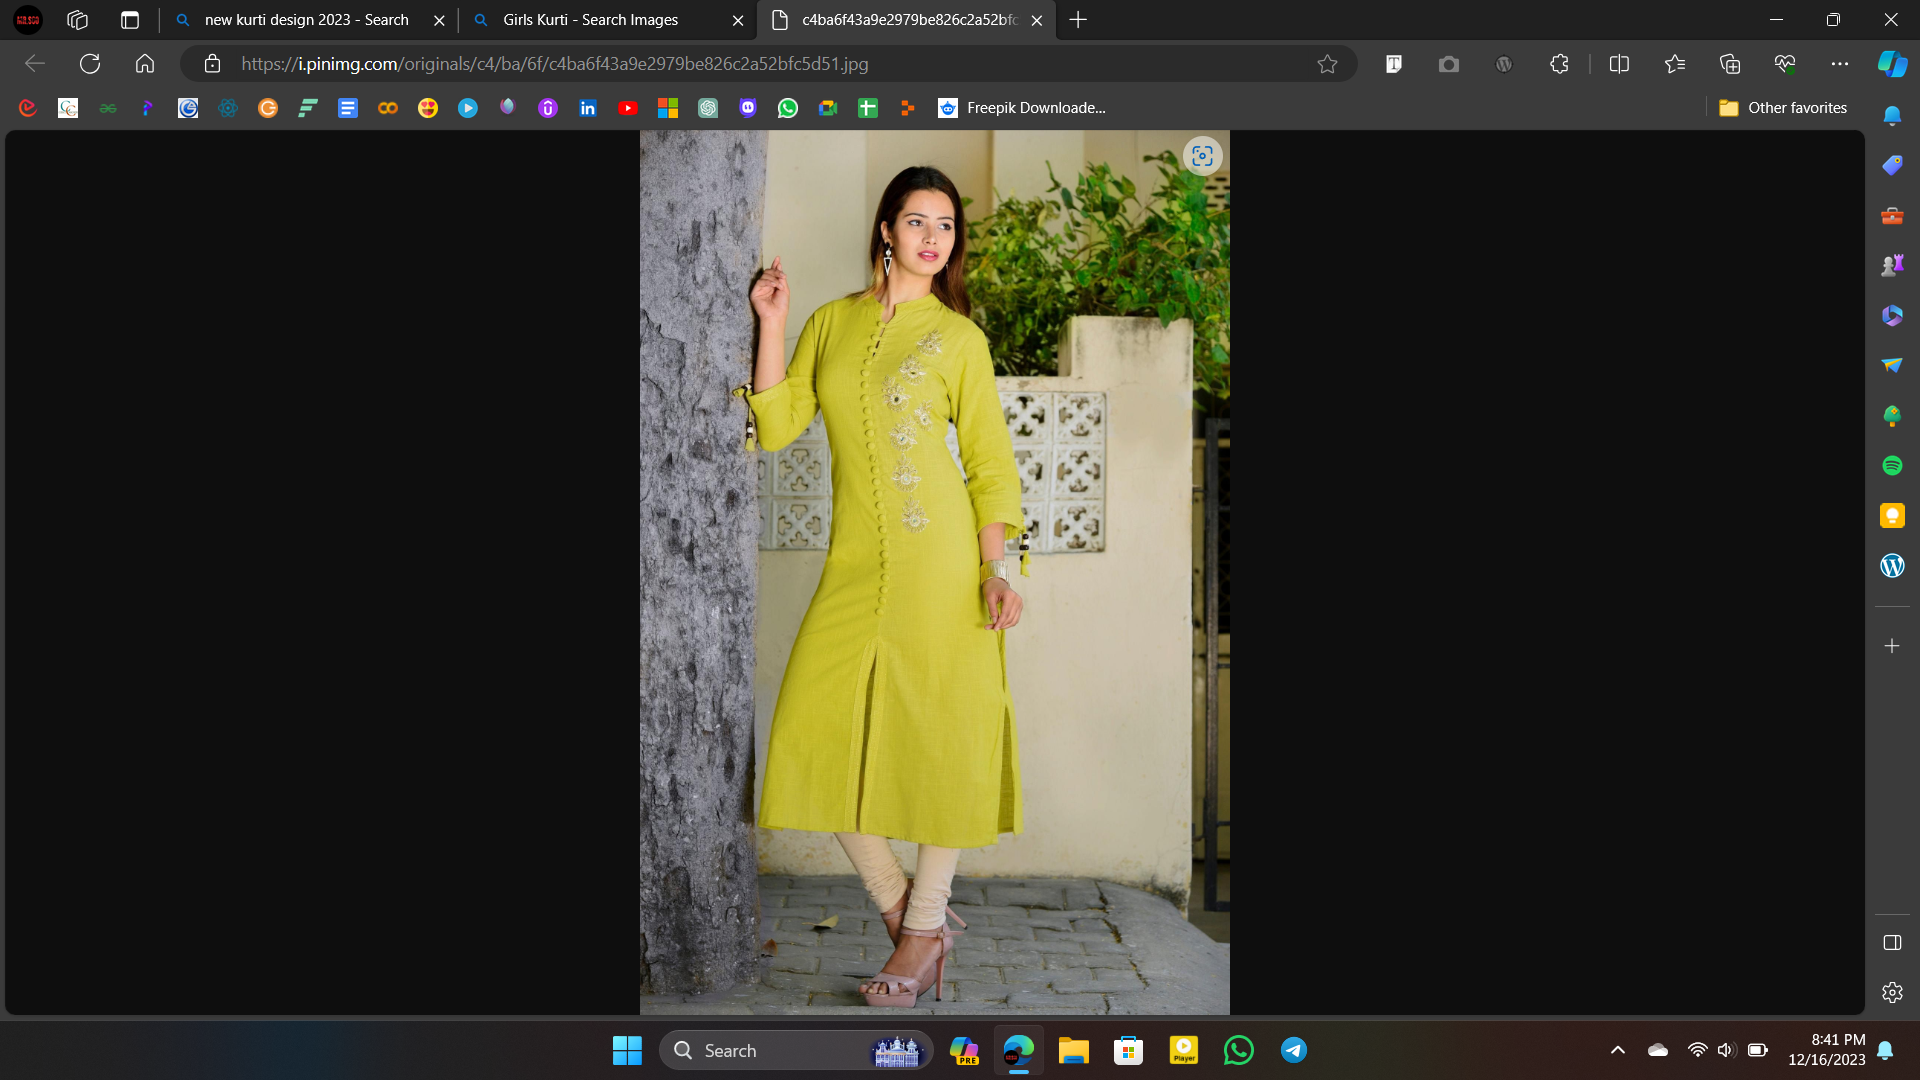 new kurti design 2023 - Search
Girls Kurti - Search Images
c4ba6f43a9e2979be826c2a52bfc
https://i.pinimg.com/originals/c4/ba/6f/c4ba6f43a9e2979be826c2a52bfc5d51.jpg
Freepik Downloade...
Other favorites
Search
PRE
Player
8:41 PM
12/16/2023